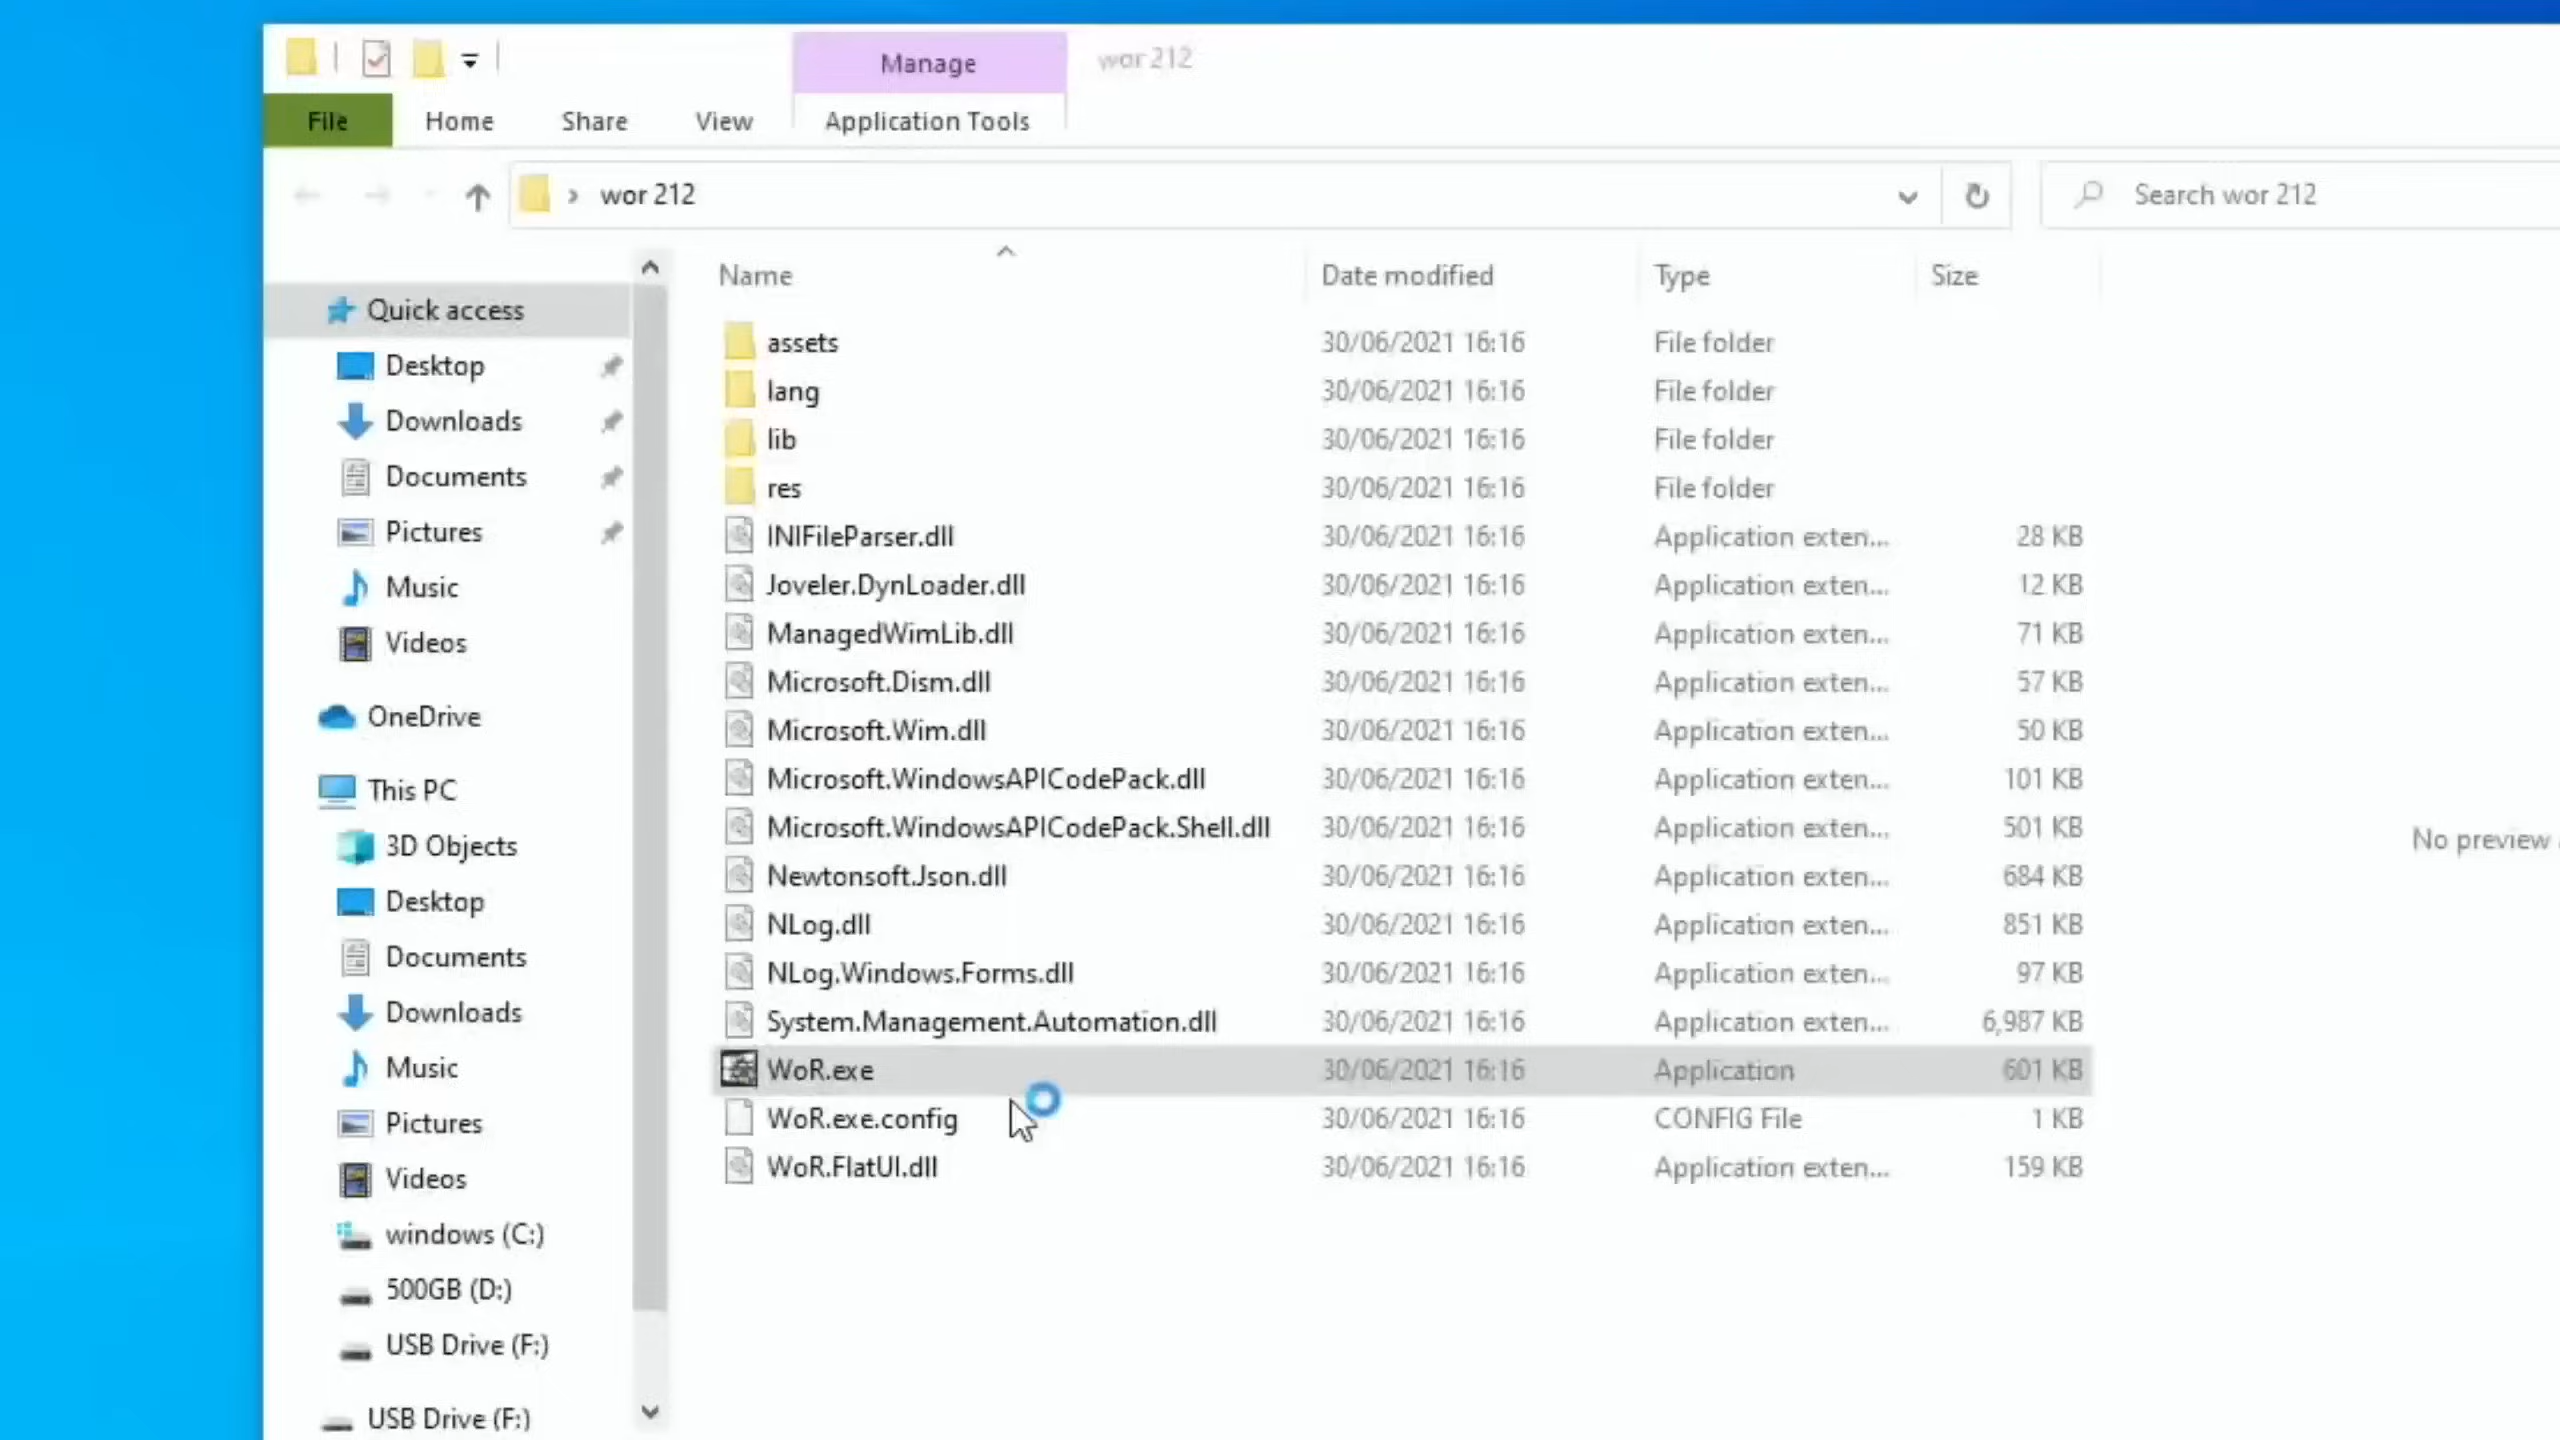 Manage
wor 212
File
Home
Share
View
Application Tools
wor 212
Search wor 212
Name
Date modified
Type
Size
Quick access
Desktop
Downloads
Documents
Pictures
Music
Videos
OneDrive
This PC
3D Objects
Desktop
Documents
Downloads
Music
Pictures
Videos
windows (C:)
500GB (D:)
USB Drive (F:)
USB Drive (F:)
assets 30/06/2021 16:16 File folder
lang 30/06/2021 16:16 File folder
lib 30/06/2021 16:16 File folder
res 30/06/2021 16:16 File folder
INIFileParser.dll 30/06/2021 16:16 Application exten... 28 KB
Joveler.DynLoader.dll 30/06/2021 16:16 Application exten... 12 KB
ManagedWimLib.dll 30/06/2021 16:16 Application exten... 71 KB
Microsoft.Dism.dll 30/06/2021 16:16 Application exten... 57 KB
Microsoft.Wim.dll 30/06/2021 16:16 Application exten... 50 KB
Microsoft.WindowsAPICodePack.dll 30/06/2021 16:16 Application exten... 101 KB
Microsoft.WindowsAPICodePack.Shell.dll 30/06/2021 16:16 Application exten... 501 KB
Newtonsoft.Json.dll 30/06/2021 16:16 Application exten... 684 KB
NLog.dll 30/06/2021 16:16 Application exten... 851 KB
NLog.Windows.Forms.dll 30/06/2021 16:16 Application exten... 97 KB
System.Management.Automation.dll 30/06/2021 16:16 Application exten... 6,987 KB
WoR.exe 30/06/2021 16:16 Application 601 KB
WoR.exe.config 30/06/2021 16:16 CONFIG File 1 KB
WoR.FlatUI.dll 30/06/2021 16:16 Application exten... 159 KB
No preview